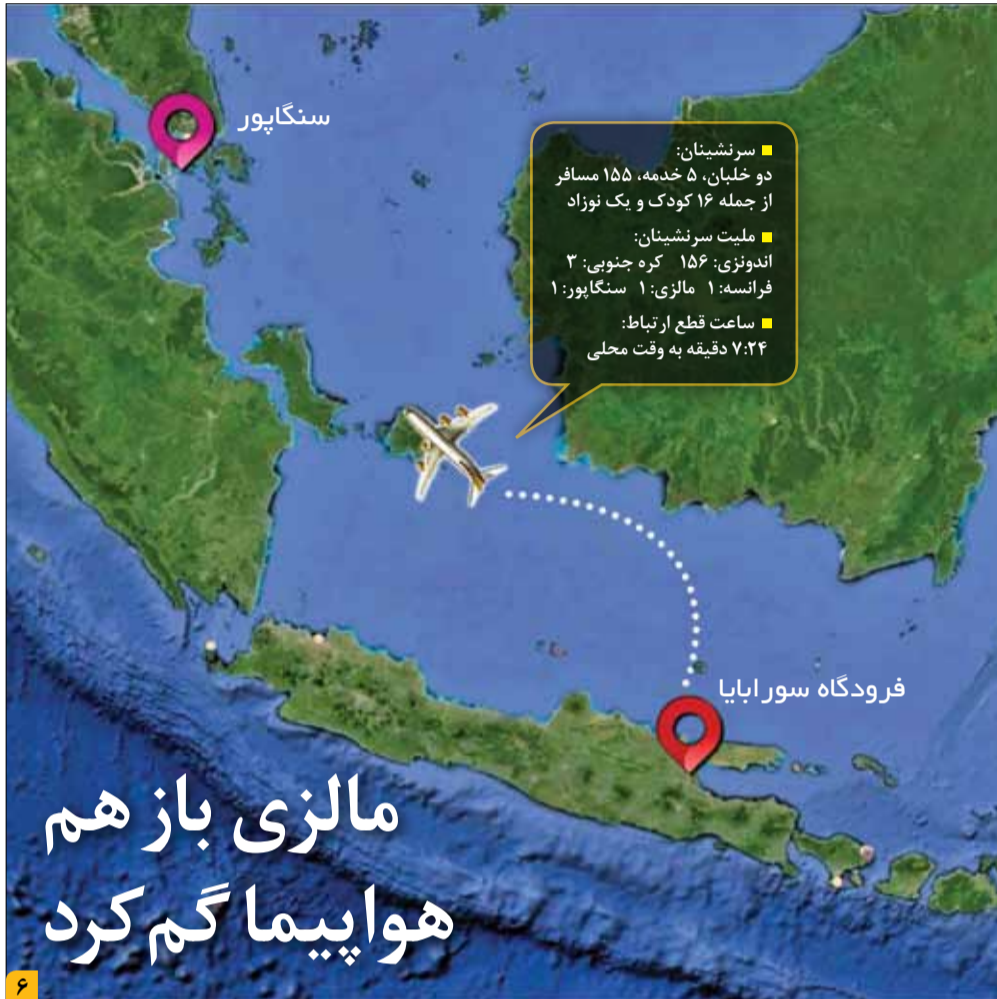 سنگاپور
■ سرنشینان:
دو خلبان، ۵ خدمه، ۱۵۵ مسافر
از جمله ۱۶ کودک و یک نوزاد
■ ملیت سرنشینان:
اندونزی: ۱۵۶ کره جنوبی: ۳
فرانسه: ۱ مالزی: ۱ سنگاپور: ۱
■ ساعت قطع ارتباط:
۷:۲۴ دقیقه به وقت محلی
فرودگاه سورابایا
مالزی باز هم
هواپیما گم کرد
۶